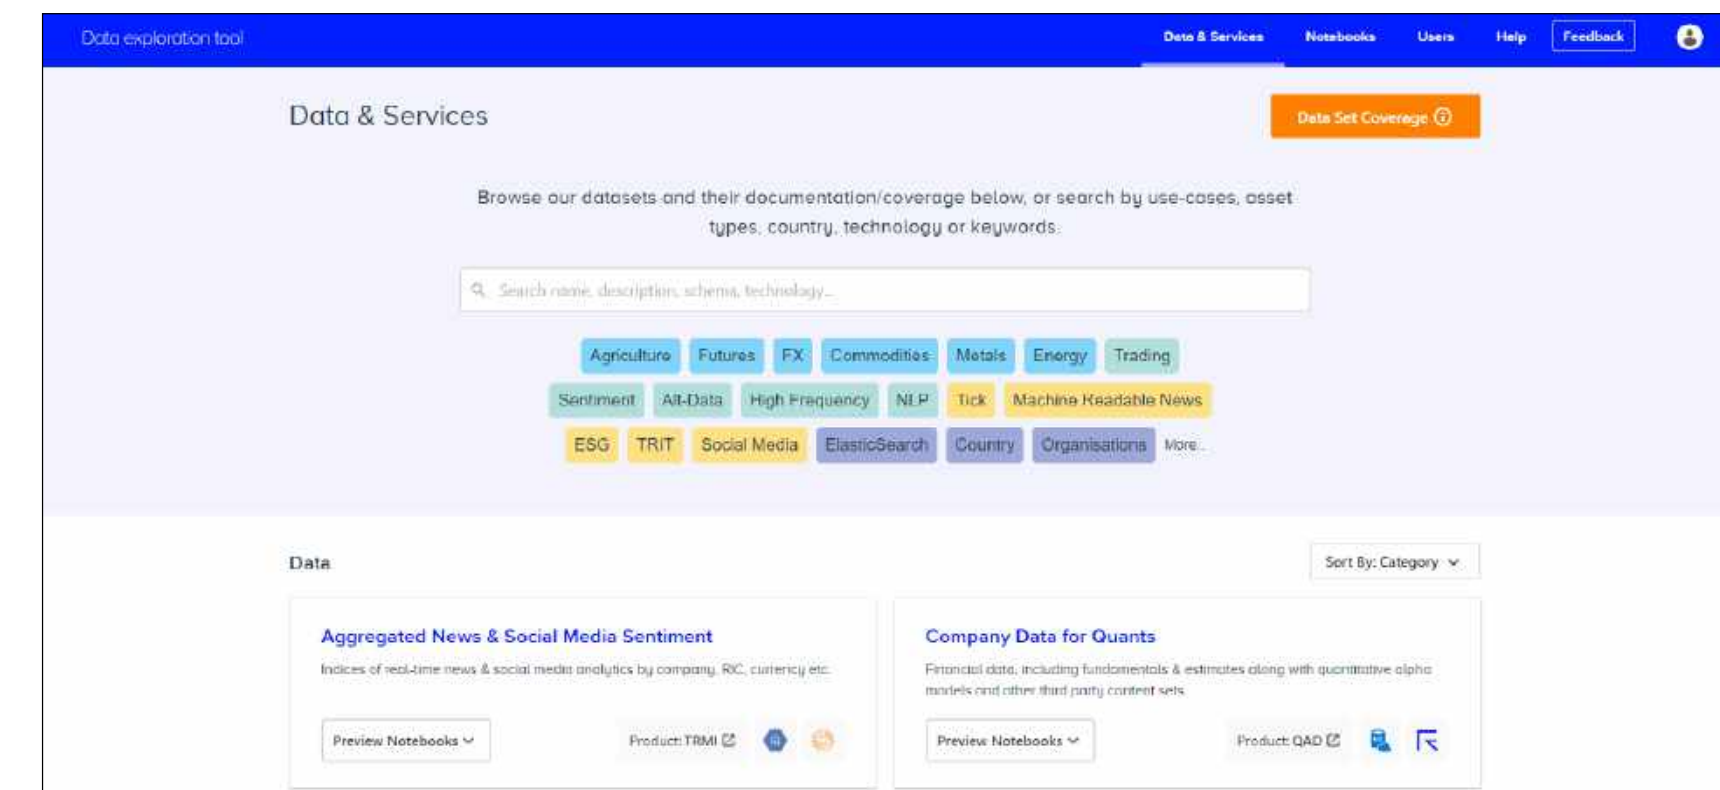 Data exploration tool
Data & Services Notebooks Users Help Feedback
Data & Services
Data Set Coverage
Browse our datasets and their documentation/coverage below, or search by use-cases, asset
types, country, technology or keywords.
Search name, description, schema, technology...
Agriculture Futures FX Commodities Metals Energy Trading
Sentiment Alt-Data High Frequency NLP Tick Machine Readable News
ESG TRIT Social Media ElasticSearch Country Organisations More...
Data
Sort By: Category
Aggregated News & Social Media Sentiment
Indices of real-time news & social media analytics by company, RIC, currency etc.
Preview Notebooks Product: TRMI
Company Data for Quants
Financial data, including fundamentals & estimates along with quantitative alpha
models and other third party content sets
Preview Notebooks Product: QAD